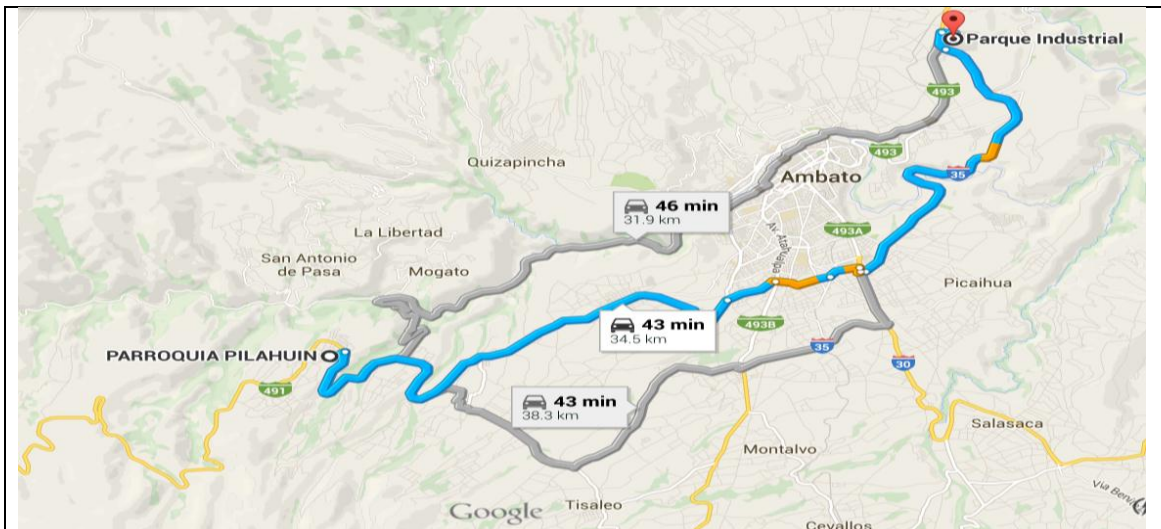 Parque Industrial
493
Quizapincha
493
Ambato
35
46 min
31.9 km
La Libertad
493A
Av. Atahualpa
San Antonio
de Pasa
Mogato
Picaihua
43 min
34.5 km
493B
PARROQUIA PILAHUIN
35
30
491
43 min
38.3 km
Salasaca
Montalvo
Google
Tisaleo
Cevallos